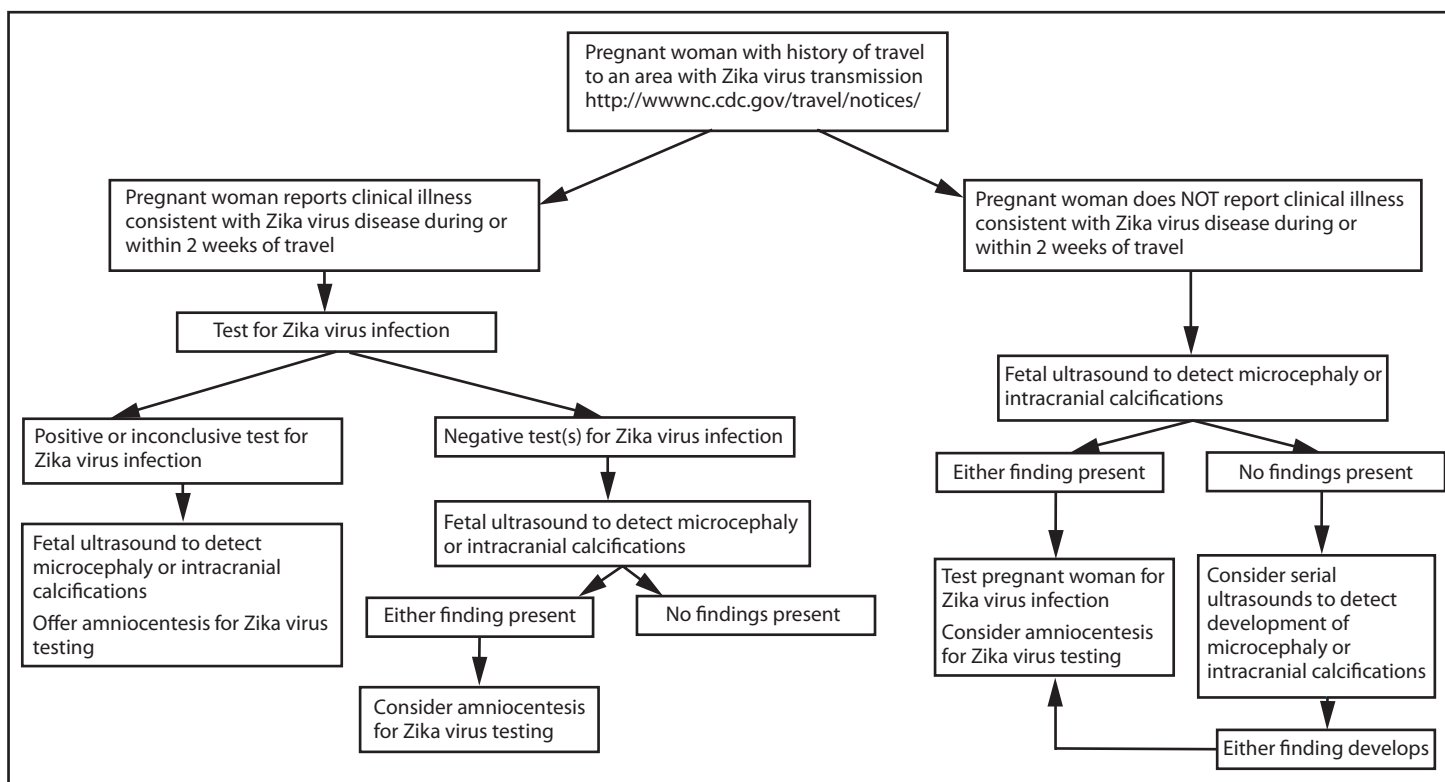 Pregnant woman with history of travel
to an area with Zika virus transmission
http://wwwnc.cdc.gov/travel/notices/
Pregnant woman reports clinical illness
consistent with Zika virus disease during or
within 2 weeks of travel
Pregnant woman does NOT report clinical illness
consistent with Zika virus disease during or
within 2 weeks of travel
Test for Zika virus infection
Fetal ultrasound to detect microcephaly or
intracranial calcifications
Positive or inconclusive test for
Zika virus infection
Negative test(s) for Zika virus infection
Either finding present
No findings present
Fetal ultrasound to detect
microcephaly or intracranial
calcifications
Offer amniocentesis for Zika virus
testing
Fetal ultrasound to detect microcephaly
or intracranial calcifications
Either finding present
No findings present
Consider amniocentesis
for Zika virus testing
Test pregnant woman for
Zika virus infection
Consider amniocentesis
for Zika virus testing
Consider serial
ultrasounds to detect
development of
microcephaly or
intracranial calcifications
Either finding develops